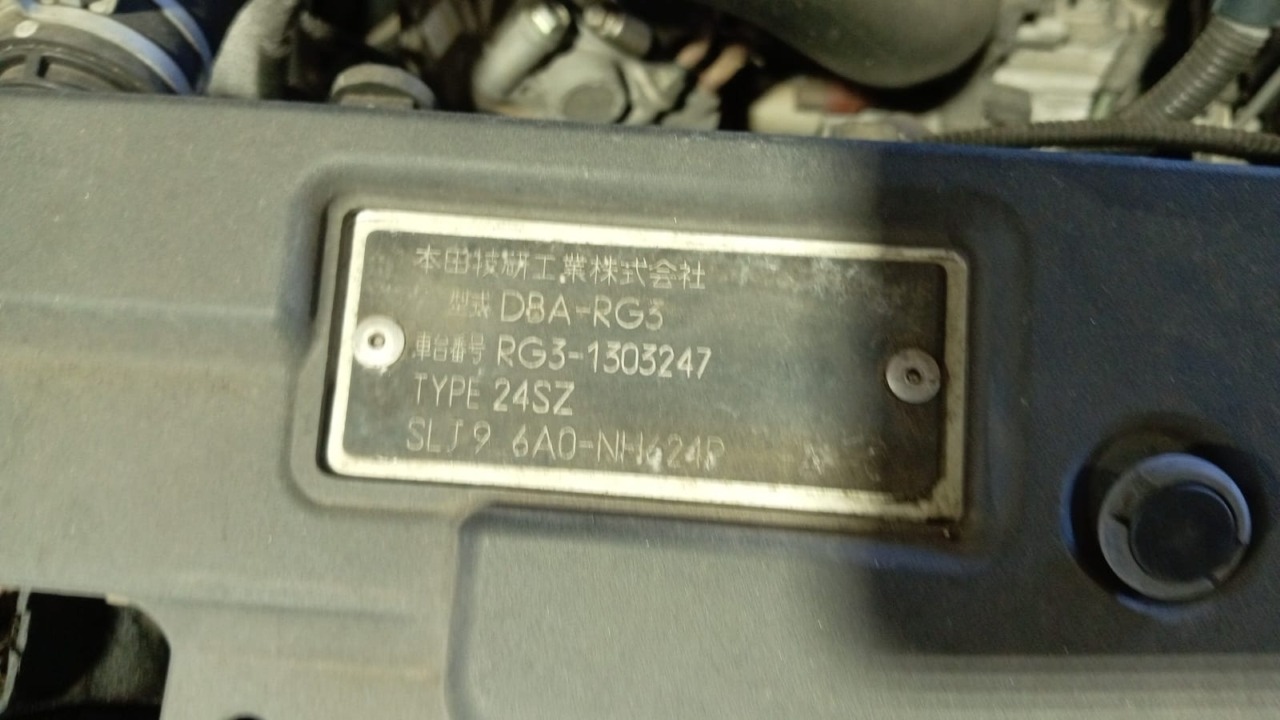 本田技研工業株式会社
型式 DBA-RG3
車台番号 RG3-1303247
TYPE 24SZ
SLJ9 6A0-NH624P